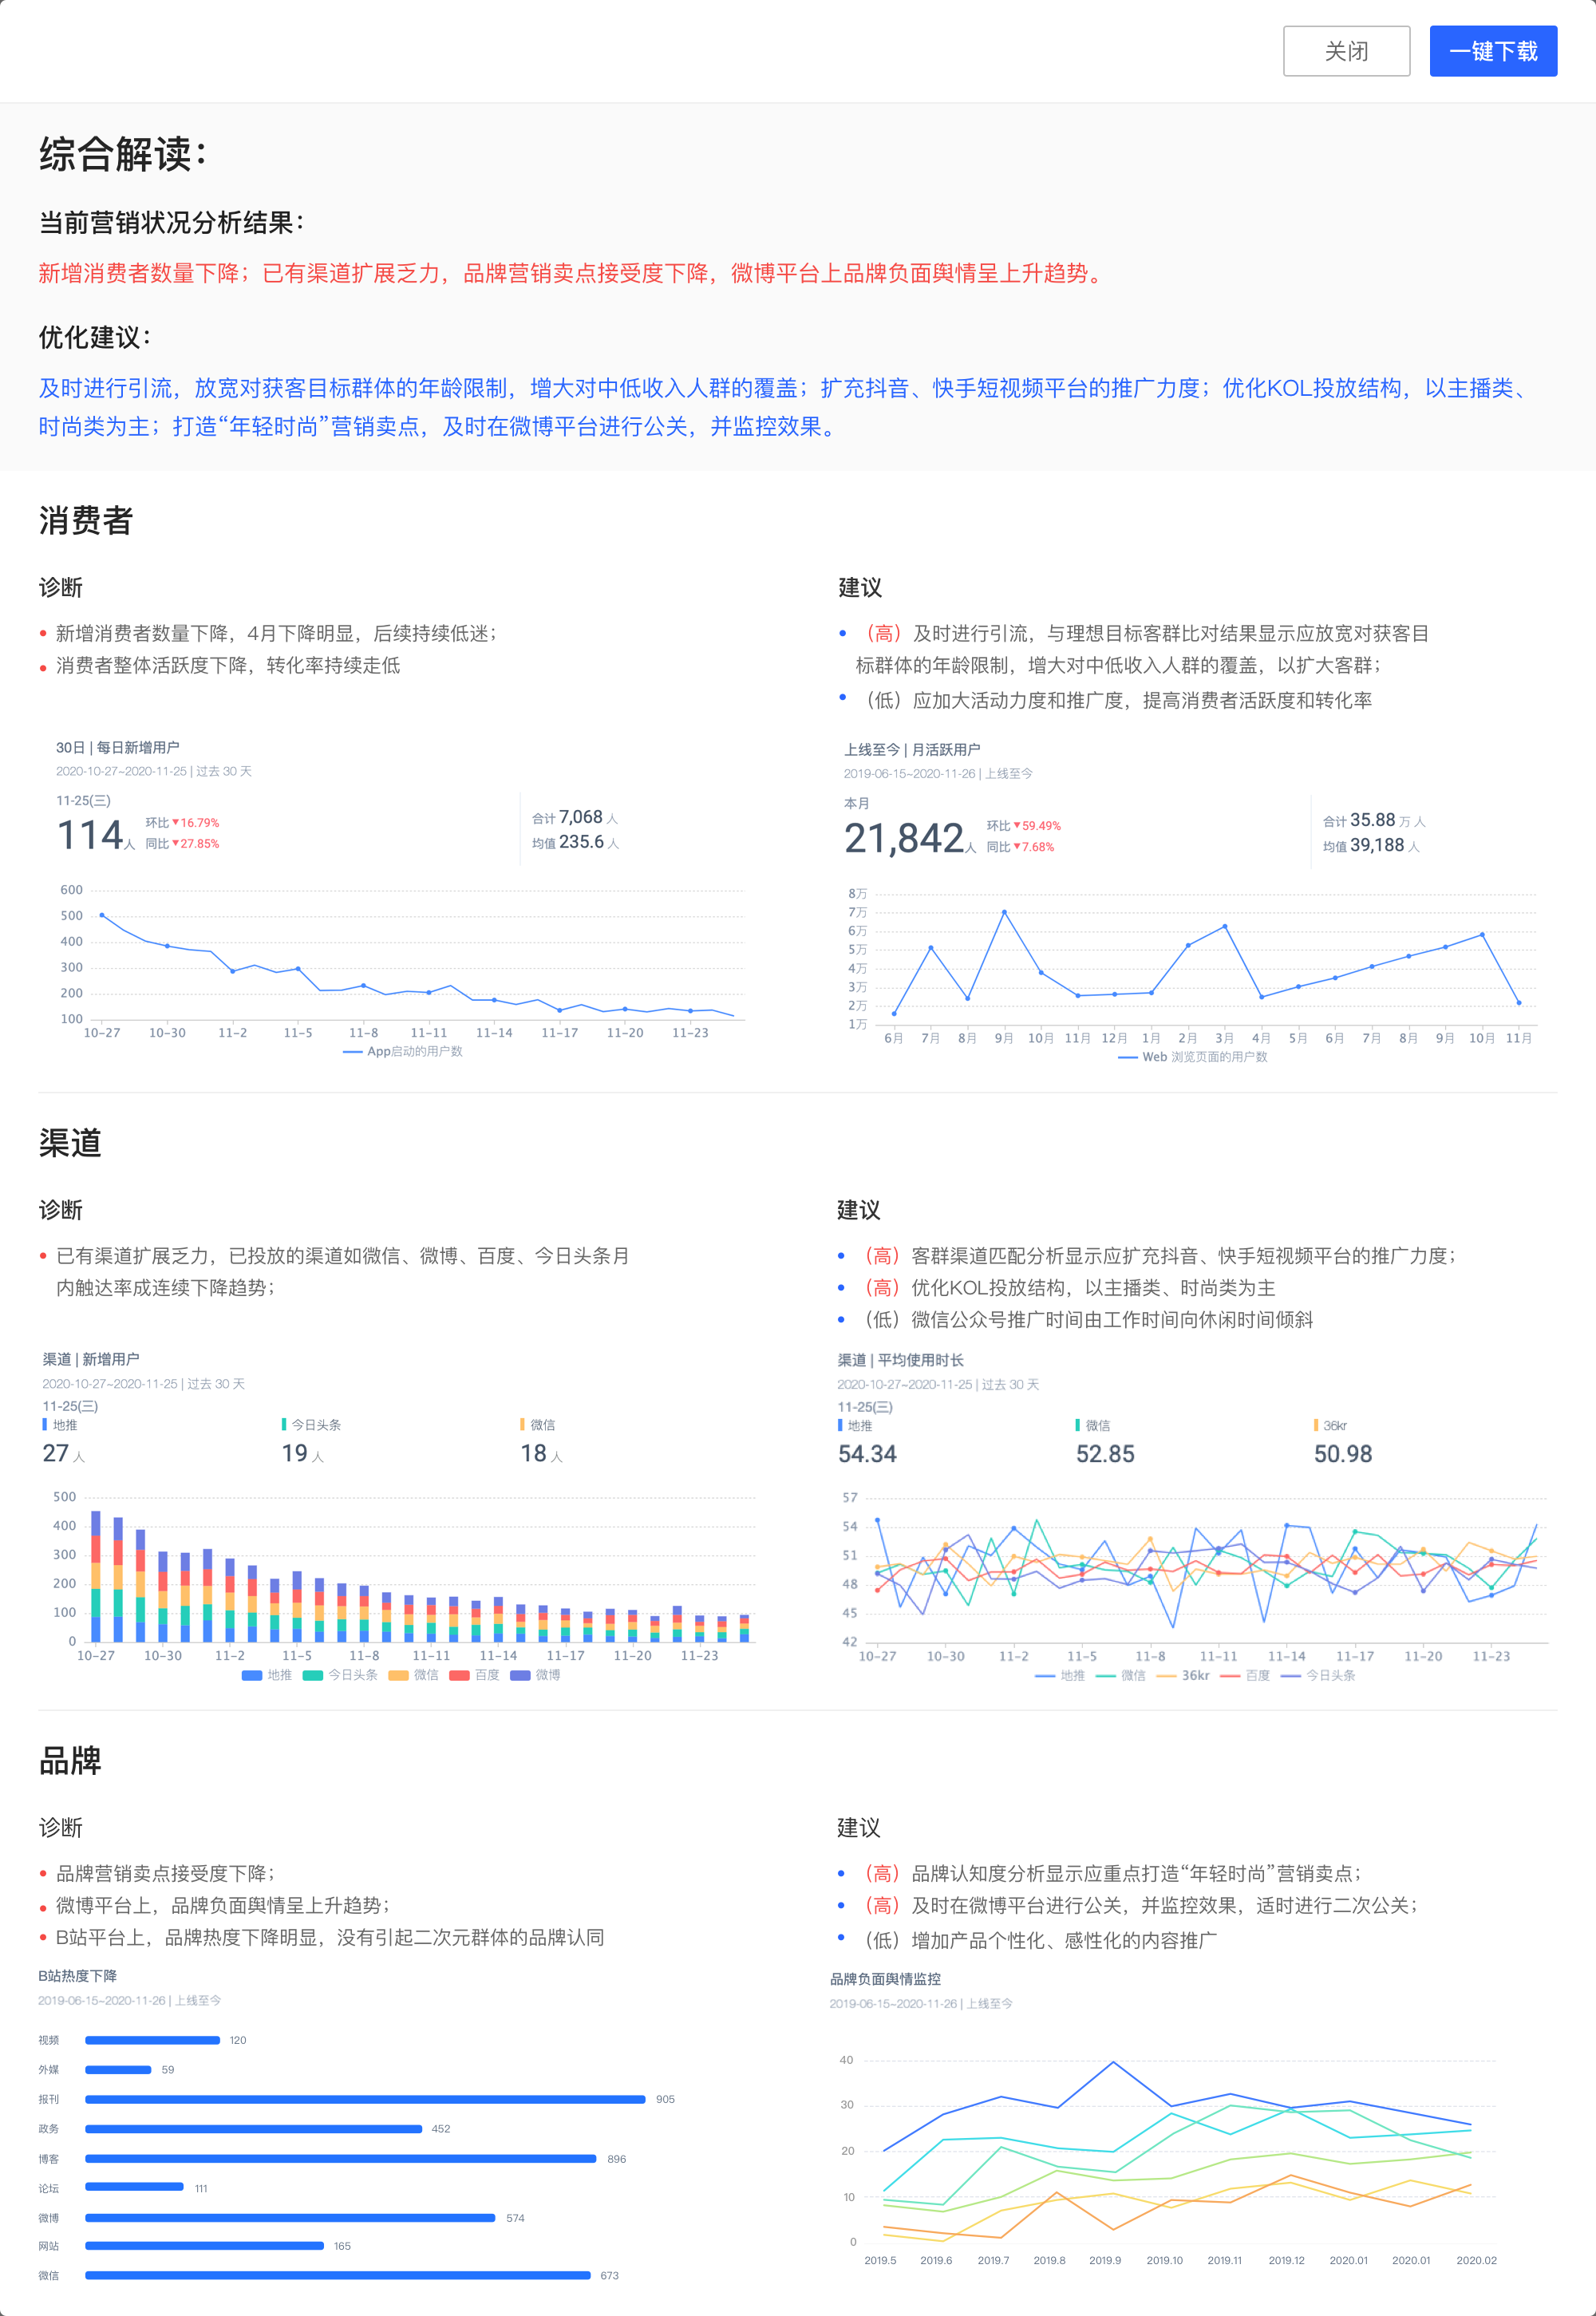 关闭
一键下载
综合解读：
当前营销状况分析结果：
新增消费者数量下降；已有渠道扩展乏力，品牌营销卖点接受度下降，微博平台上品牌负面舆情呈上升趋势。
优化建议：
及时进行引流，放宽对获客目标群体的年龄限制，增大对中低收入人群的覆盖；扩充抖音、快手短视频平台的推广力度；优化KOL投放结构，以主播类、
时尚类为主；打造“年轻时尚”营销卖点，及时在微博平台进行公关，并监控效果。
消费者
诊断
新增消费者数量下降，4月下降明显，后续持续低迷；
消费者整体活跃度下降，转化率持续走低
建议
（高）及时进行引流，与理想目标客群比对结果显示应放宽对获客目
标群体的年龄限制，增大对中低收入人群的覆盖，以扩大客群；
（低）应加大活动力度和推广度，提高消费者活跃度和转化率
30日 | 每日新增用户
2020-10-27~2020-11-25 | 过去 30 天
11-25(三)
114人
环比▼16.79%
同比▼27.85%
合计 7,068 人
均值 235.6 人
600
500
400
300
200
100
10-27 10-30 11-2 11-5 11-8 11-11 11-14 11-17 11-20 11-23
App启动的用户数
上线至今 | 月活跃用户
2019-06-15~2020-11-26 | 上线至今
本月
21,842人
环比▼59.49%
同比▼7.68%
合计 35.88 万 人
均值 39,188 人
8万
7万
6万
5万
4万
3万
2万
1万
6月 7月 8月 9月 10月 11月 12月 1月 2月 3月 4月 5月 6月 7月 8月 9月 10月 11月
Web 浏览页面的用户数
渠道
诊断
已有渠道扩展乏力，已投放的渠道如微信、微博、百度、今日头条月
内触达率成连续下降趋势；
建议
（高）客群渠道匹配分析显示应扩充抖音、快手短视频平台的推广力度；
（高）优化KOL投放结构，以主播类、时尚类为主
（低）微信公众号推广时间由工作时间向休闲时间倾斜
渠道 | 新增用户
2020-10-27~2020-11-25 | 过去 30 天
11-25(三)
地推 今日头条 微信
27 人 19 人 18 人
500
400
300
200
100
0
10-27 10-30 11-2 11-5 11-8 11-11 11-14 11-17 11-20 11-23
地推 今日头条 微信 百度 微博
渠道 | 平均使用时长
2020-10-27~2020-11-25 | 过去 30 天
11-25(三)
地推 微信 36kr
54.34 52.85 50.98
57
54
51
48
45
42
10-27 10-30 11-2 11-5 11-8 11-11 11-14 11-17 11-20 11-23
地推 微信 36kr 百度 今日头条
品牌
诊断
品牌营销卖点接受度下降；
微博平台上，品牌负面舆情呈上升趋势；
B站平台上，品牌热度下降明显，没有引起二次元群体的品牌认同
建议
（高）品牌认知度分析显示应重点打造“年轻时尚”营销卖点；
（高）及时在微博平台进行公关，并监控效果，适时进行二次公关；
（低）增加产品个性化、感性化的内容推广
B站热度下降
2019-06-15~2020-11-26 | 上线至今
视频 120
外媒 59
报刊 905
政务 452
博客 896
论坛 111
微博 574
网站 165
微信 673
品牌负面舆情监控
2019-06-15~2020-11-26 | 上线至今
40
30
20
10
0
2019.5 2019.6 2019.7 2019.8 2019.9 2019.10 2019.11 2019.12 2020.01 2020.01 2020.02